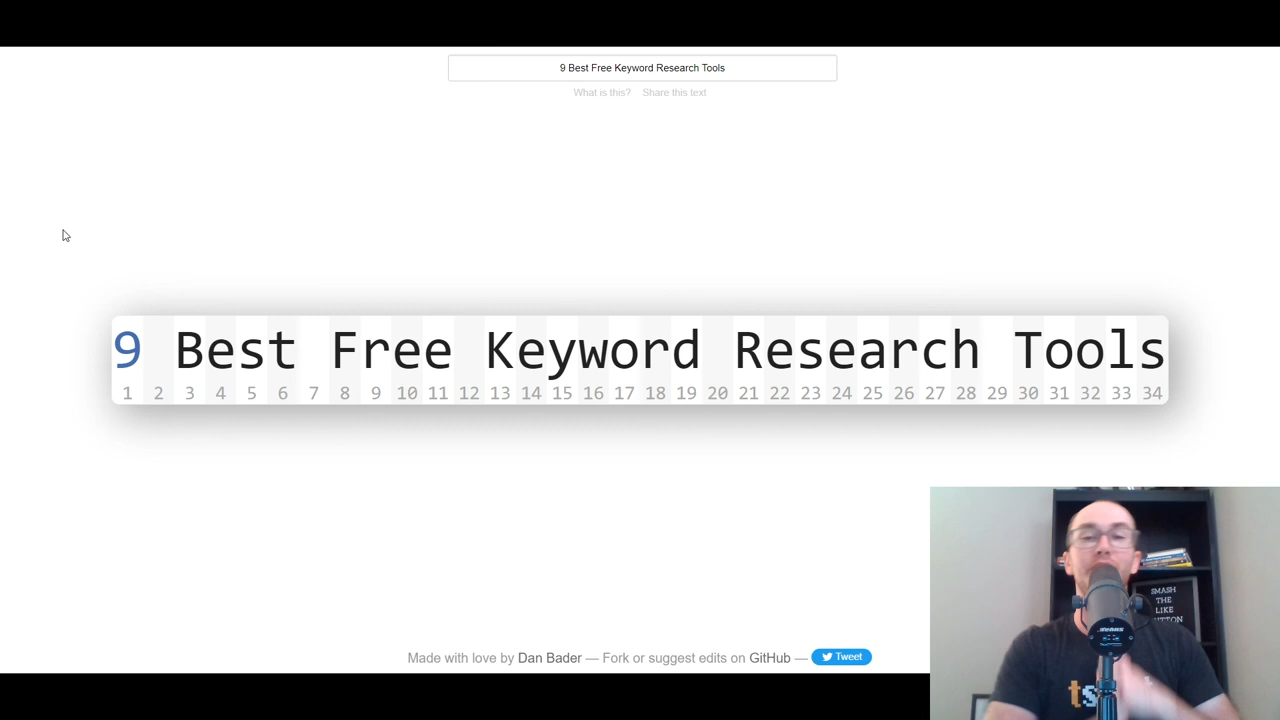 9 Best Free Keyword Research Tools
What is this? Share this text
9 Best Free Keyword Research Tools
1 2 3 4 5 6 7 8 9 10 11 12 13 14 15 16 17 18 19 20 21 22 23 24 25 26 27 28 29 30 31 32 33 34
SMASH
THE
LIKE
Made with love by Dan Bader — Fork or suggest edits on GitHub — Tweet